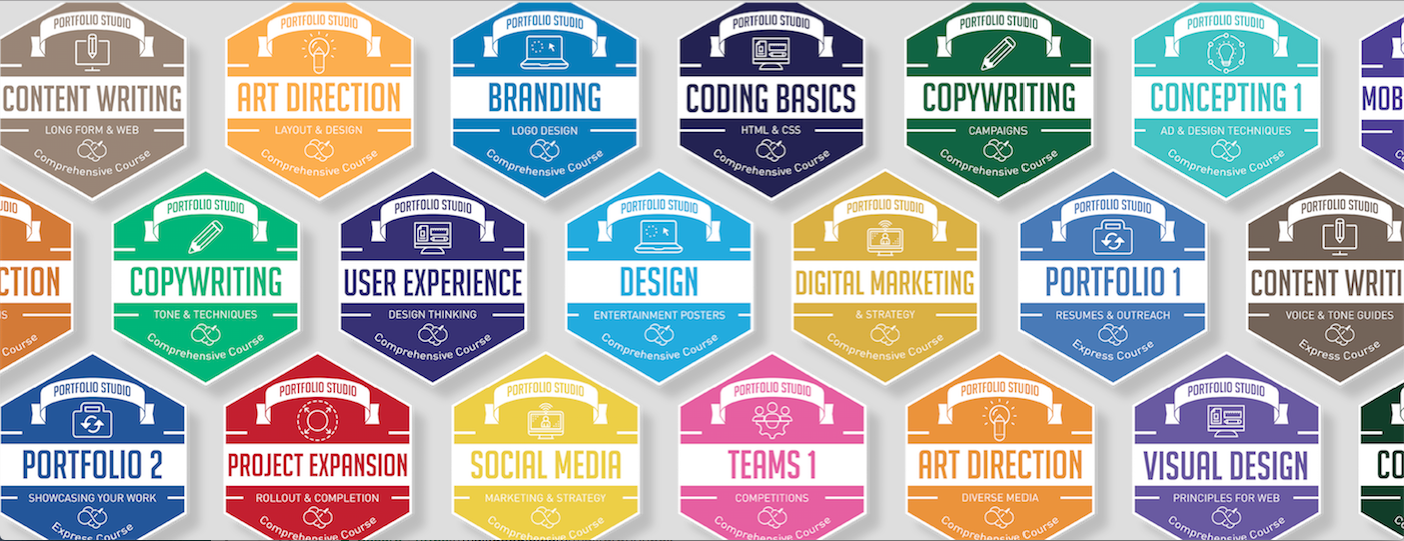 PORTFOLIO STUDIO
CONTENT WRITING
LONG FORM & WEB
Comprehensive Course
PORTFOLIO STUDIO
ART DIRECTION
LAYOUT & DESIGN
Comprehensive Course
PORTFOLIO STUDIO
BRANDING
LOGO DESIGN
Comprehensive Course
PORTFOLIO STUDIO
CODING BASICS
HTML & CSS
Comprehensive Course
PORTFOLIO STUDIO
COPYWRITING
CAMPAIGNS
Comprehensive Course
PORTFOLIO STUDIO
CONCEPTING 1
AD & DESIGN TECHNIQUES
Comprehensive Course
MOB
CTION
Course
PORTFOLIO STUDIO
COPYWRITING
TONE & TECHNIQUES
Comprehensive Course
PORTFOLIO STUDIO
USER EXPERIENCE
DESIGN THINKING
Comprehensive Course
PORTFOLIO STUDIO
DESIGN
ENTERTAINMENT POSTERS
Comprehensive Course
PORTFOLIO STUDIO
DIGITAL MARKETING
& STRATEGY
Comprehensive Course
PORTFOLIO STUDIO
PORTFOLIO 1
RESUMES & OUTREACH
Express Course
PORTFOLIO STUDIO
CONTENT WRITI
VOICE & TONE GUIDES
Express Course
PORTFOLIO STUDIO
PORTFOLIO 2
SHOWCASING YOUR WORK
Express Course
PORTFOLIO STUDIO
PROJECT EXPANSION
ROLLOUT & COMPLETION
Comprehensive Course
PORTFOLIO STUDIO
SOCIAL MEDIA
MARKETING & STRATEGY
Comprehensive Course
PORTFOLIO STUDIO
TEAMS 1
COMPETITIONS
Comprehensive Course
PORTFOLIO STUDIO
ART DIRECTION
DIVERSE MEDIA
Comprehensive Course
PORTFOLIO STUDIO
VISUAL DESIGN
PRINCIPLES FOR WEB
Comprehensive Course
CO